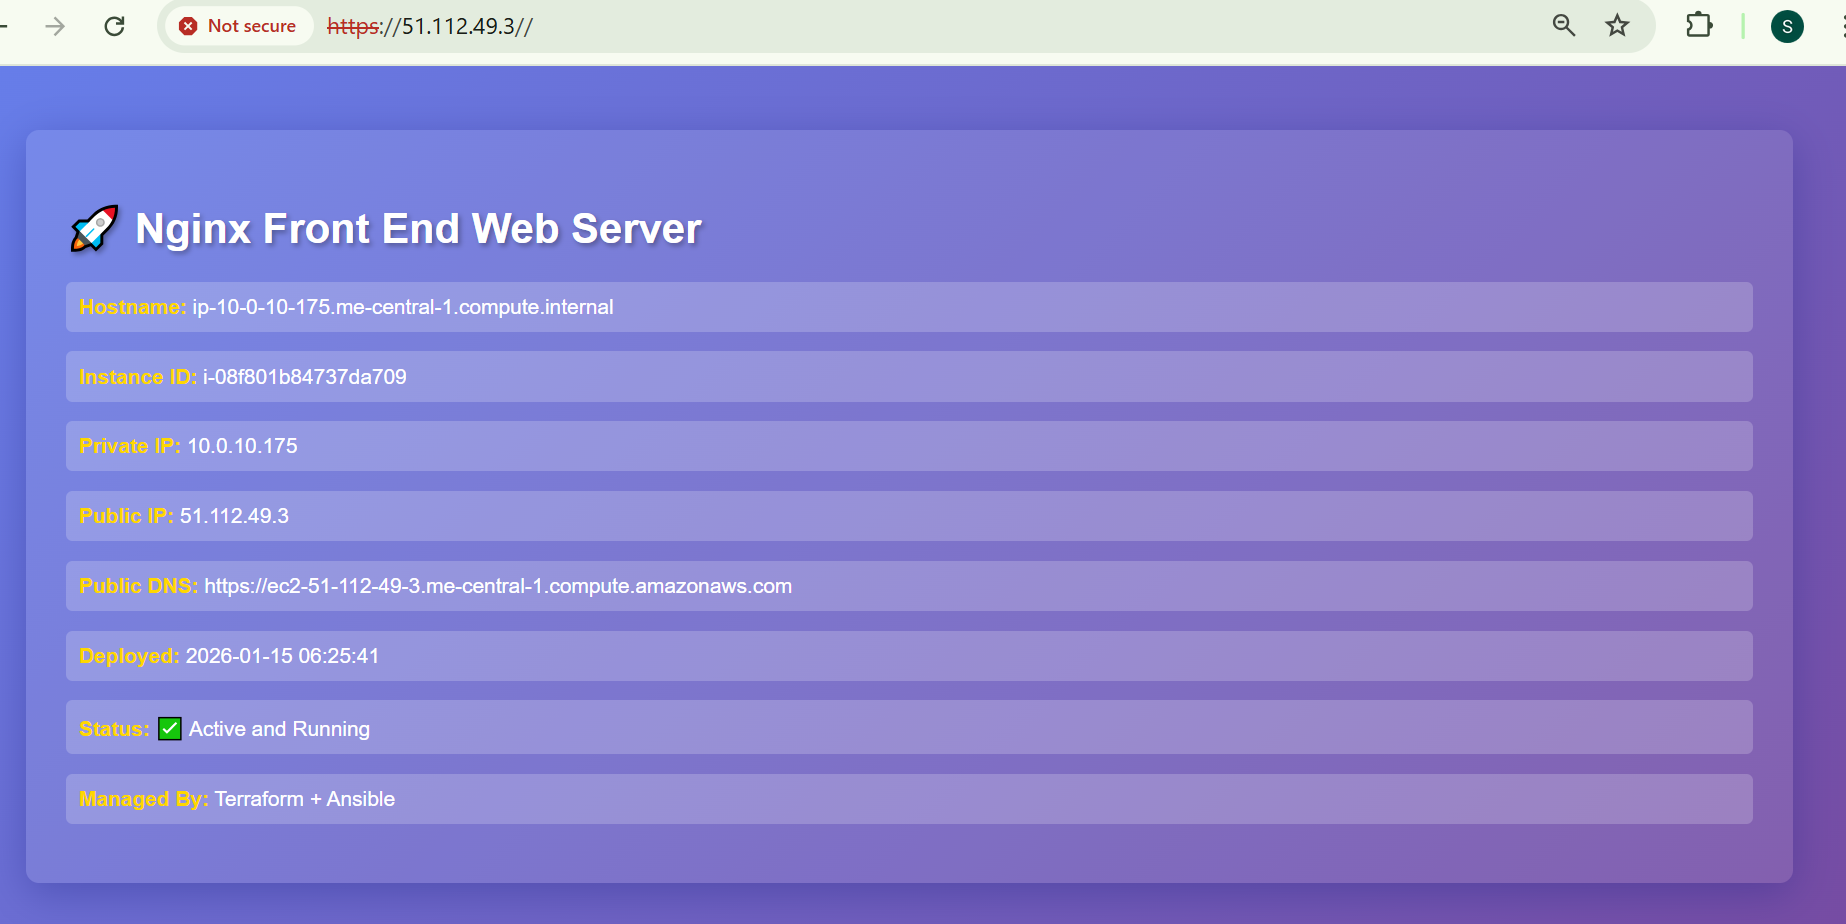 Not secure https://51.112.49.3// S
Nginx Front End Web Server
Hostname: ip-10-0-10-175.me-central-1.compute.internal
Instance ID: i-08f801b84737da709
Private IP: 10.0.10.175
Public IP: 51.112.49.3
Public DNS: https://ec2-51-112-49-3.me-central-1.compute.amazonaws.com
Deployed: 2026-01-15 06:25:41
Status: ✅ Active and Running
Managed By: Terraform + Ansible